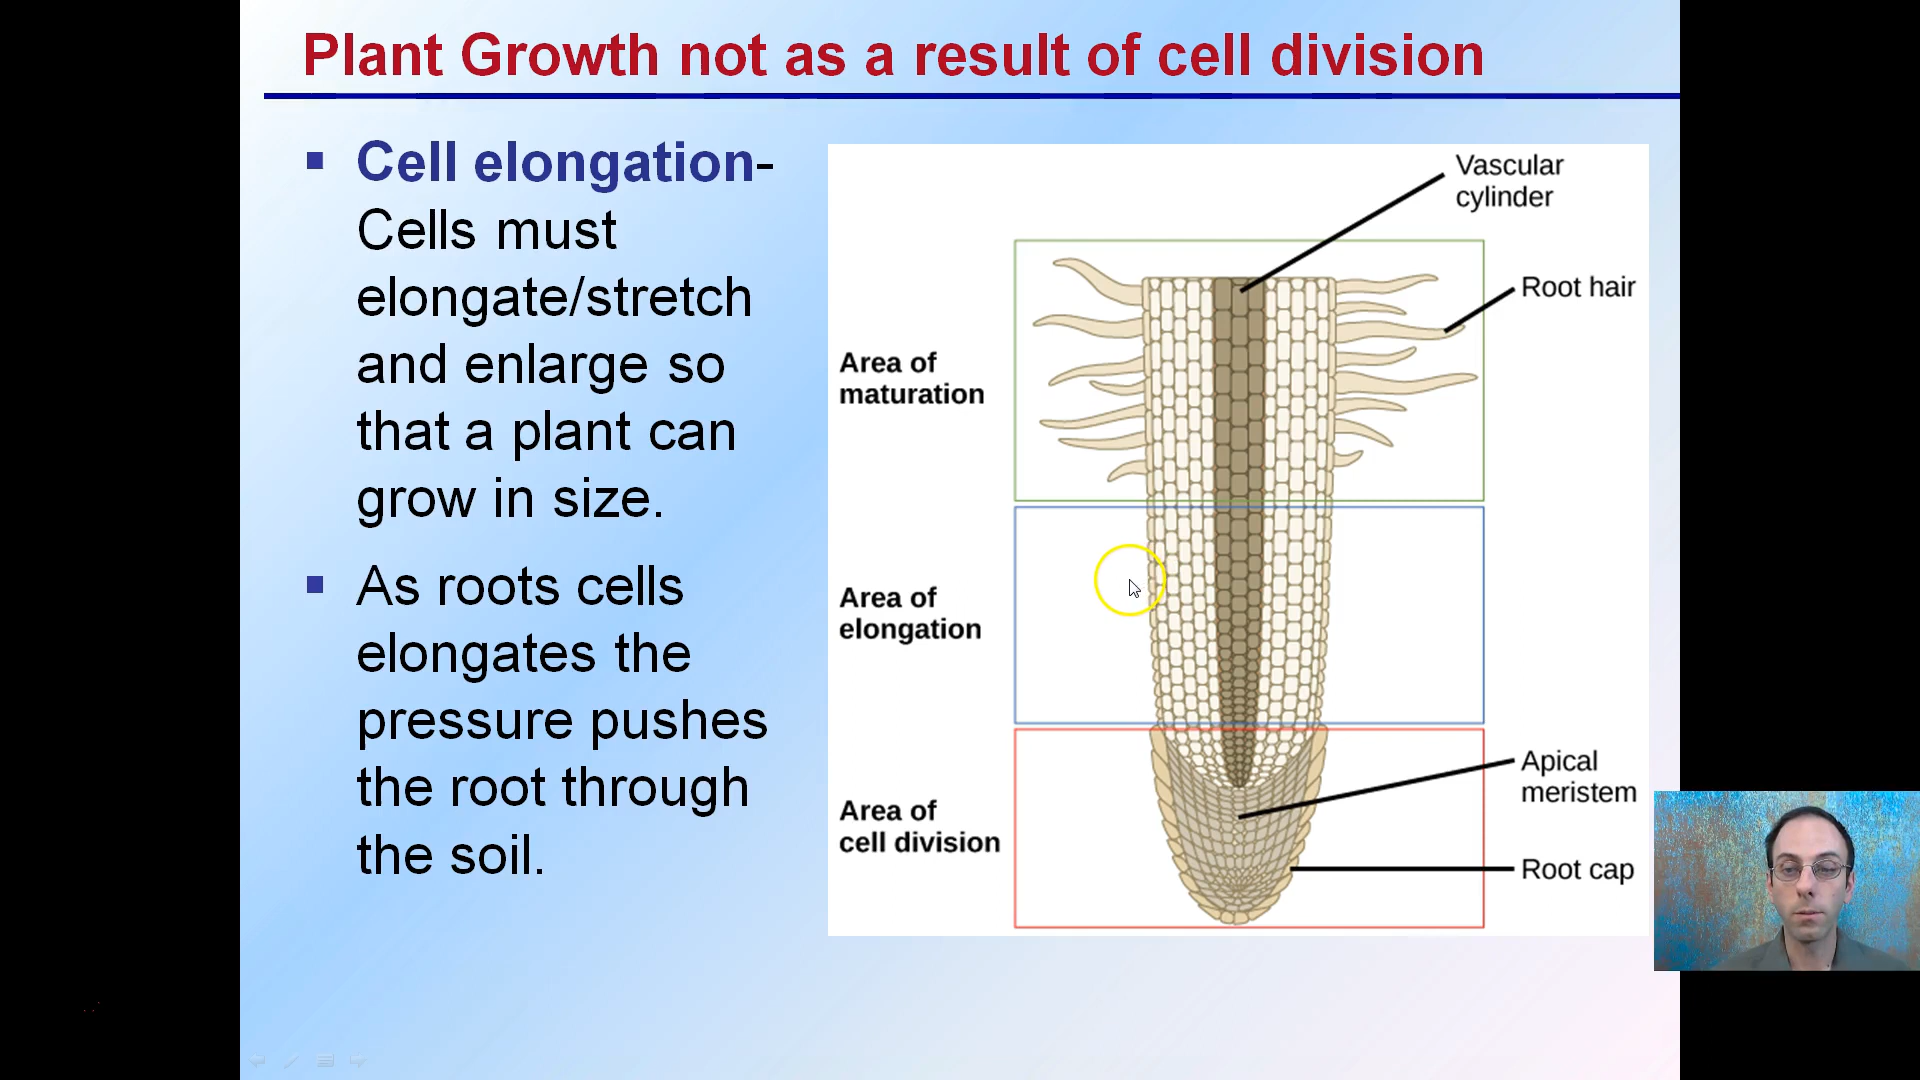 Plant Growth not as a result of cell division
Cell elongation-
Cells must
elongate/stretch
and enlarge so
that a plant can
grow in size.
As roots cells
elongates the
pressure pushes
the root through
the soil.
Vascular
cylinder
Root hair
Area of
maturation
Area of
elongation
Apical
meristem
Area of
cell division
Root cap